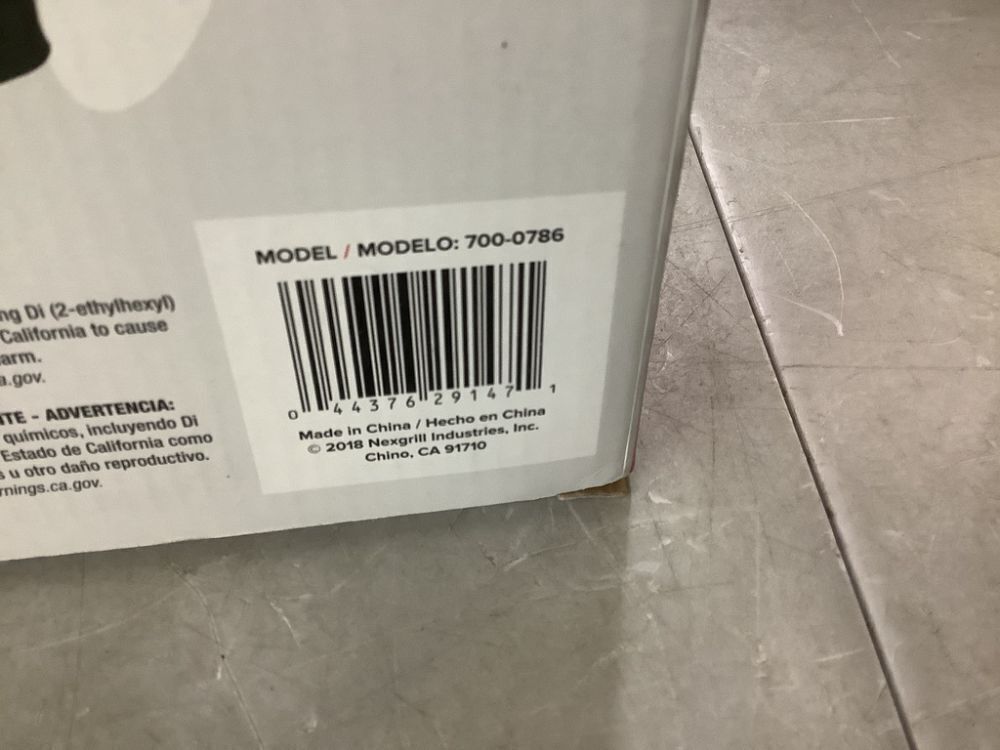 ng Di (2-ethylhexyl)
California to cause
arm.
a.gov.
TE - ADVERTENCIA:
químicos, incluyendo Di
Estado de California como
s u otro daño reproductivo.
rnings.ca.gov.
MODEL / MODELO: 700-0786
0 44376 29147 1
Made in China / Hecho en China
© 2018 Nexgrill Industries, Inc.
Chino, CA 91710